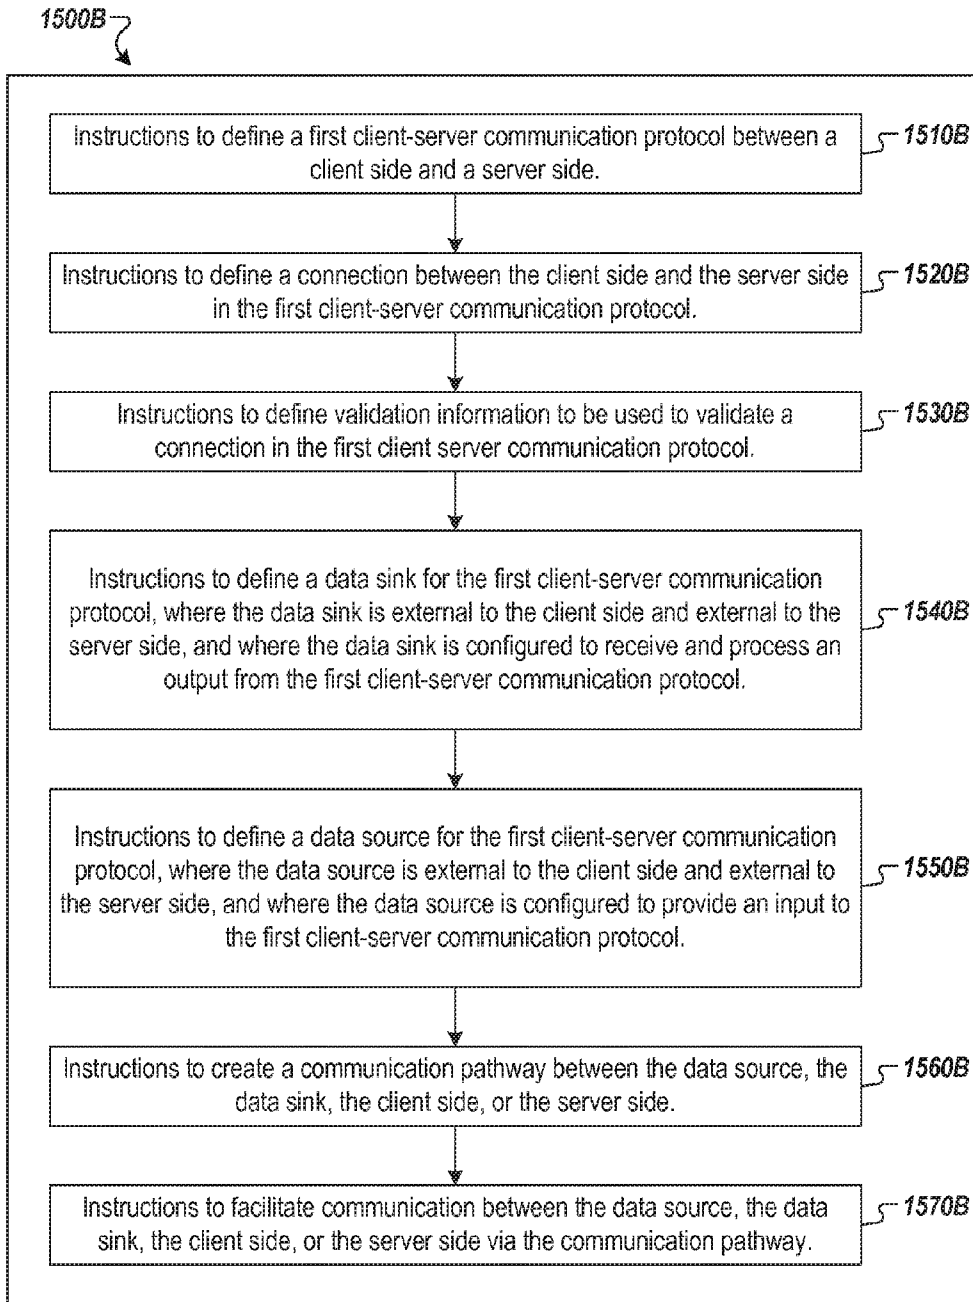 1500B
Instructions to define a first client-server communication protocol between a
client side and a server side.
1510B
Instructions to define a connection between the client side and the server side
in the first client-server communication protocol.
1520B
Instructions to define validation information to be used to validate a
connection in the first client server communication protocol.
1530B
Instructions to define a data sink for the first client-server communication
protocol, where the data sink is external to the client side and external to the
server side, and where the data sink is configured to receive and process an
output from the first client-server communication protocol.
1540B
Instructions to define a data source for the first client-server communication
protocol, where the data source is external to the client side and external to
the server side, and where the data source is configured to provide an input to
the first client-server communication protocol.
1550B
Instructions to create a communication pathway between the data source, the
data sink, the client side, or the server side.
1560B
Instructions to facilitate communication between the data source, the data
sink, the client side, or the server side via the communication pathway.
1570B